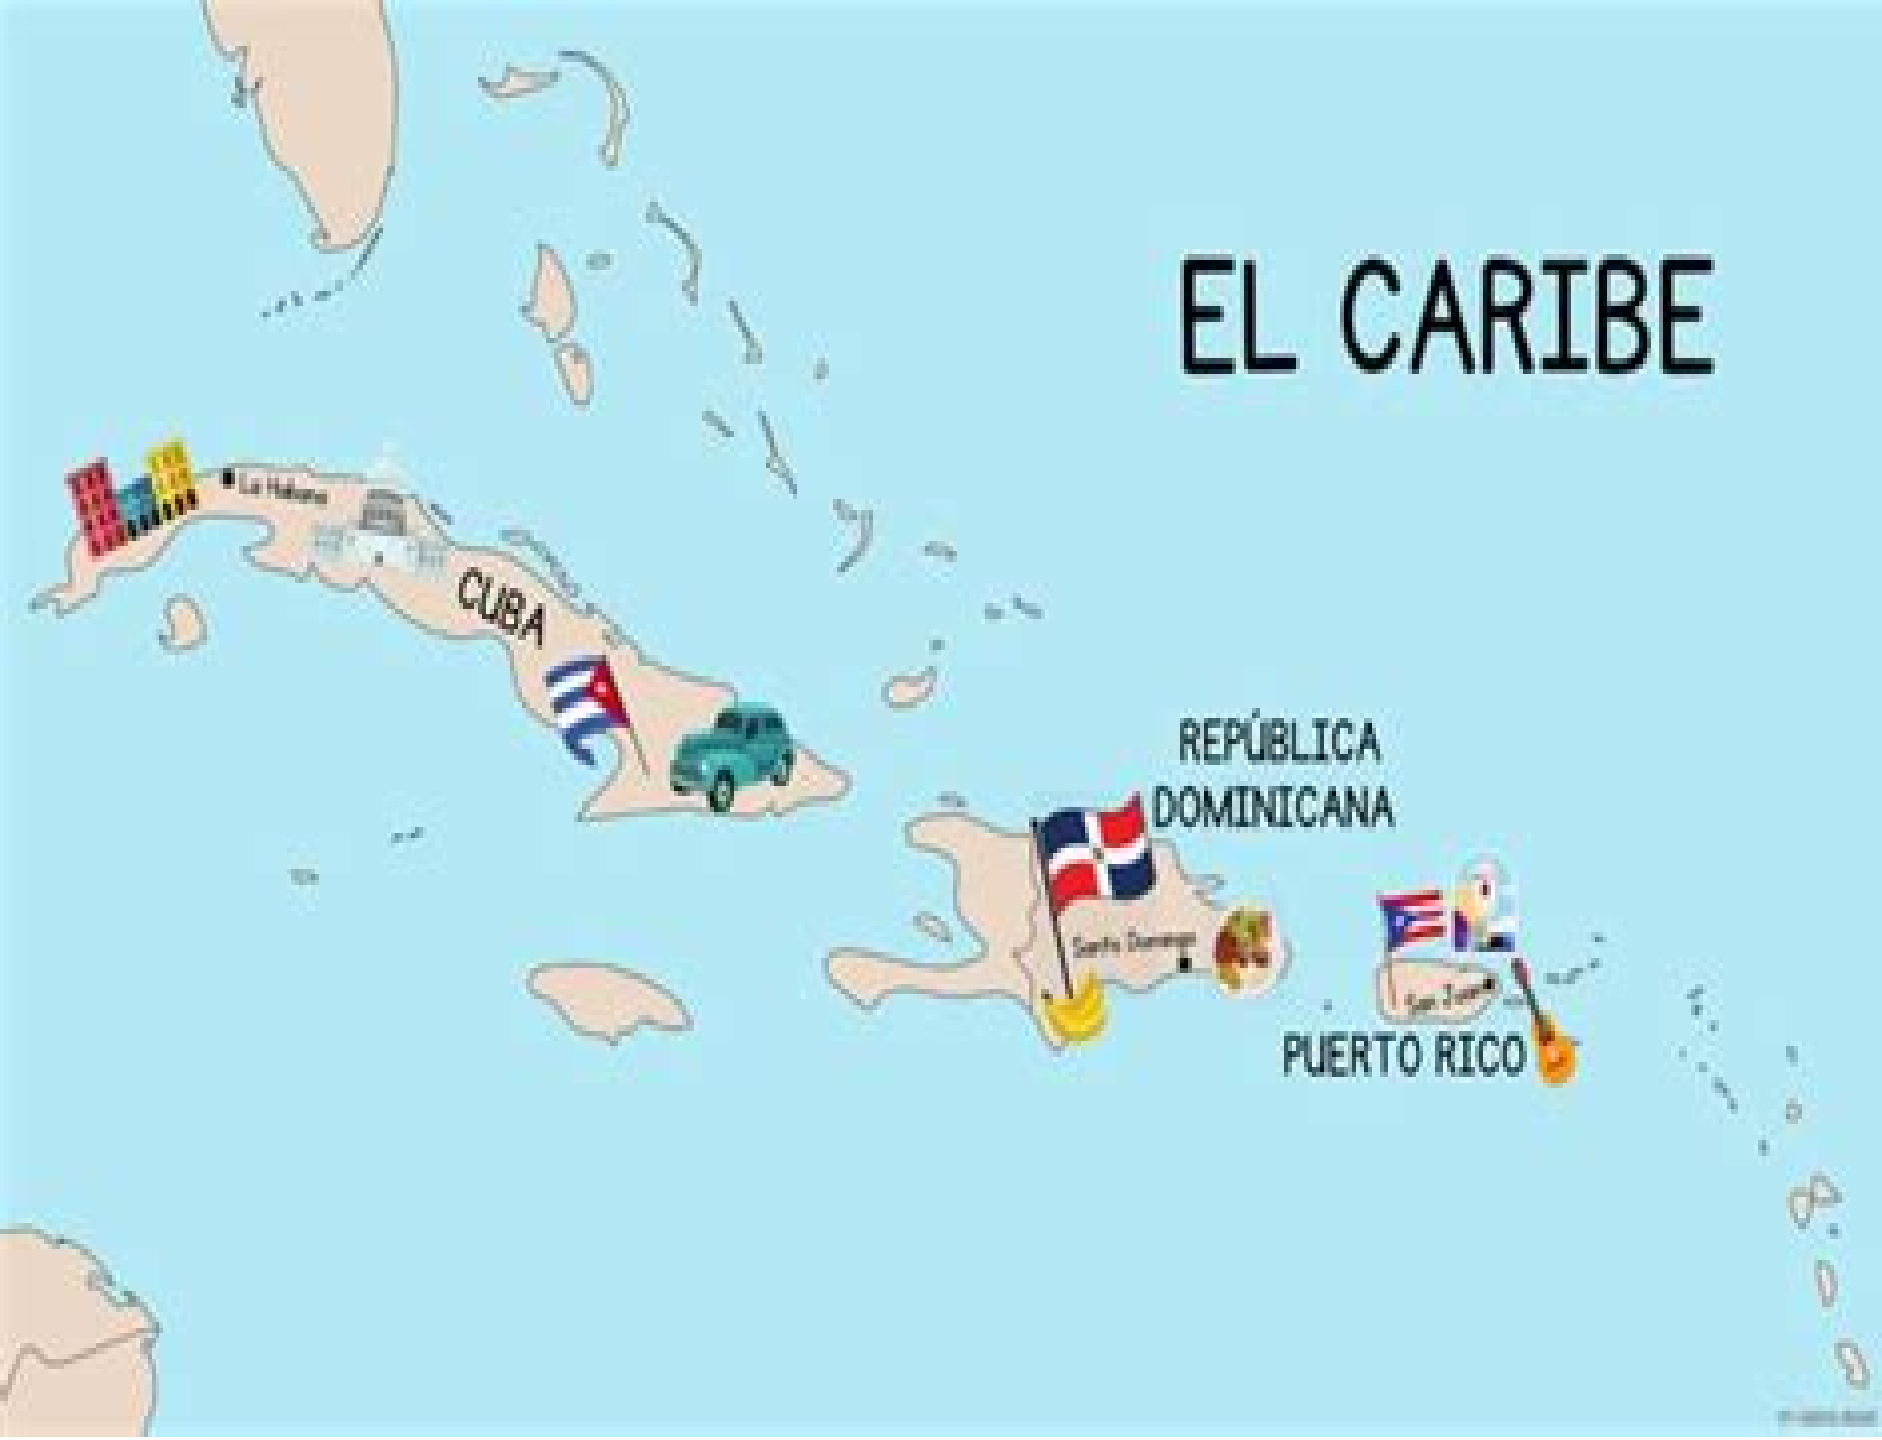 EL CARIBE
La Habana
CUBA
REPÚBLICA
DOMINICANA
Santo Domingo
San Juan
PUERTO RICO